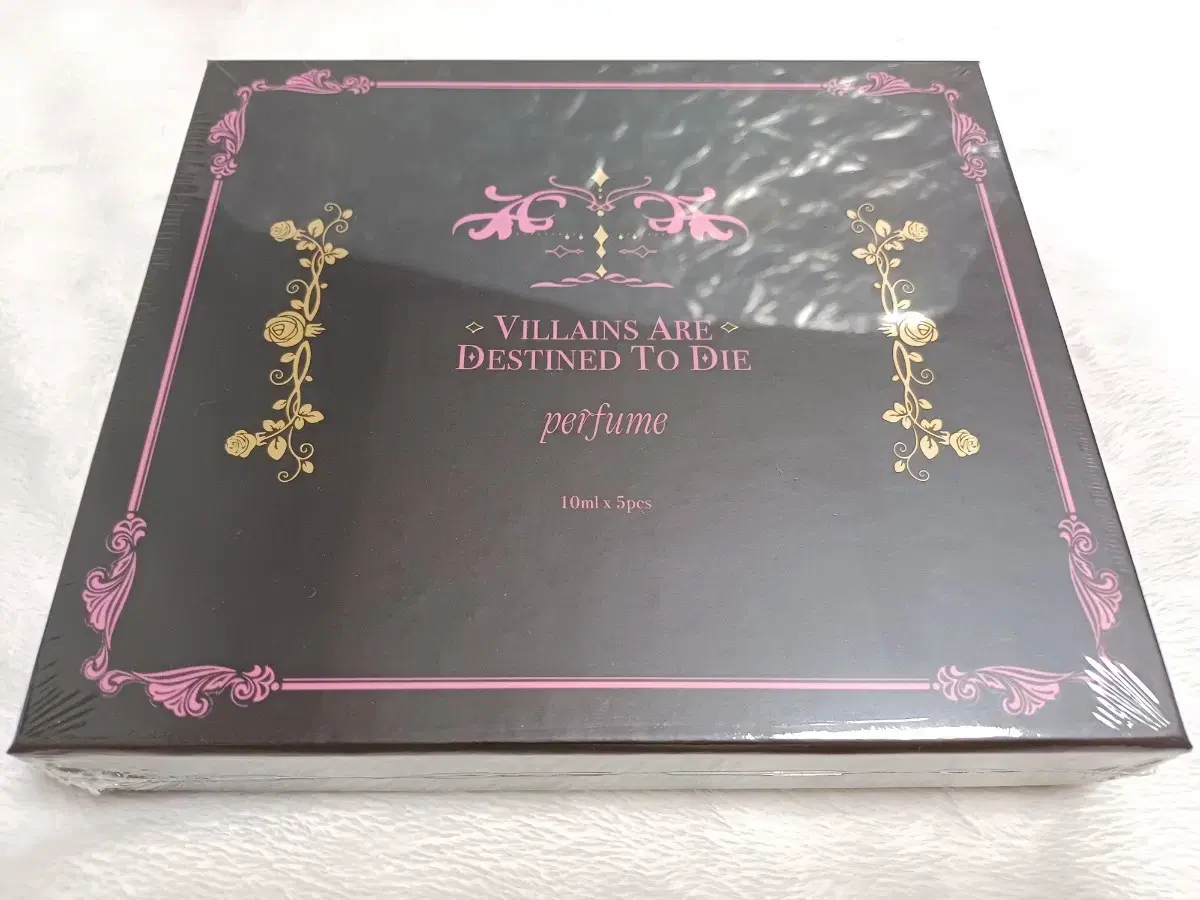 VILLAINS ARE
DESTINED TO DIE
perfume
10ml x 5pcs